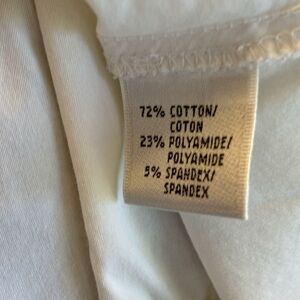 72% COTTON/
COTON
23% POLYAMIDE/
POLYAMIDE
5% SPANDEX/
SPANDEX